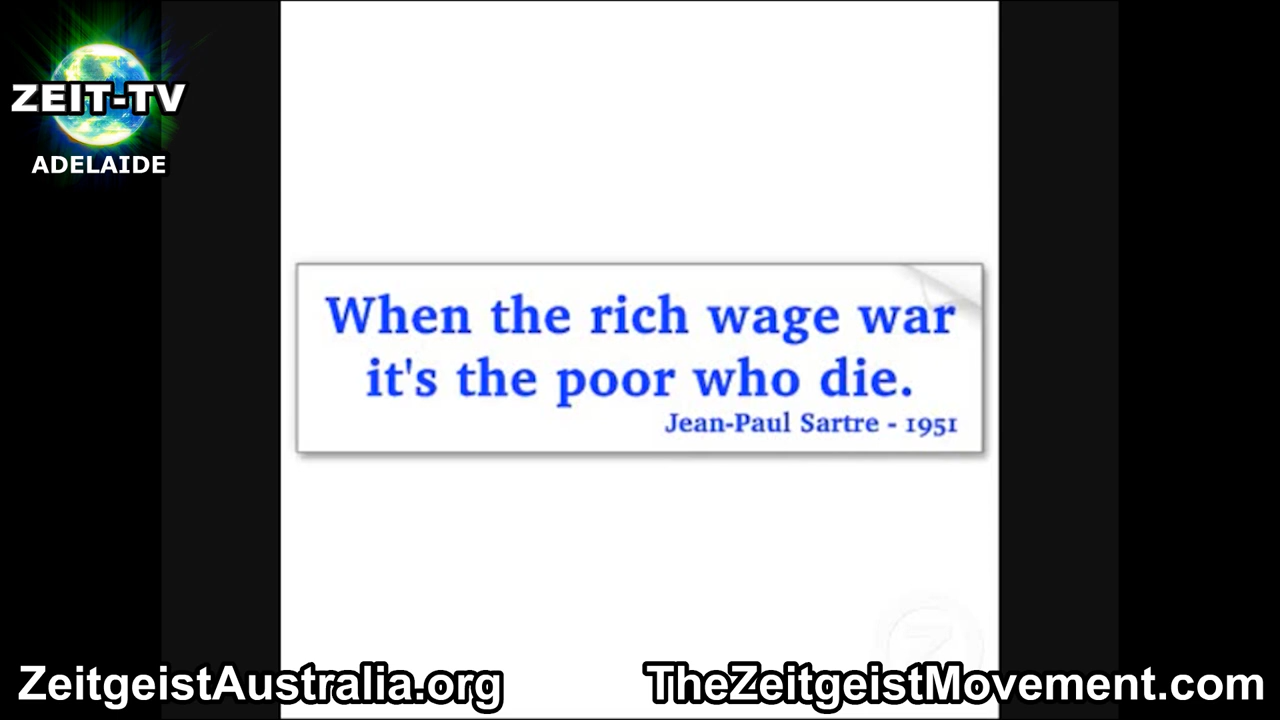 ZEIT-TV
ADELAIDE
When the rich wage war
it's the poor who die.
Jean-Paul Sartre - 1951
ZeitgeistAustralia.org
TheZeitgeistMovement.com